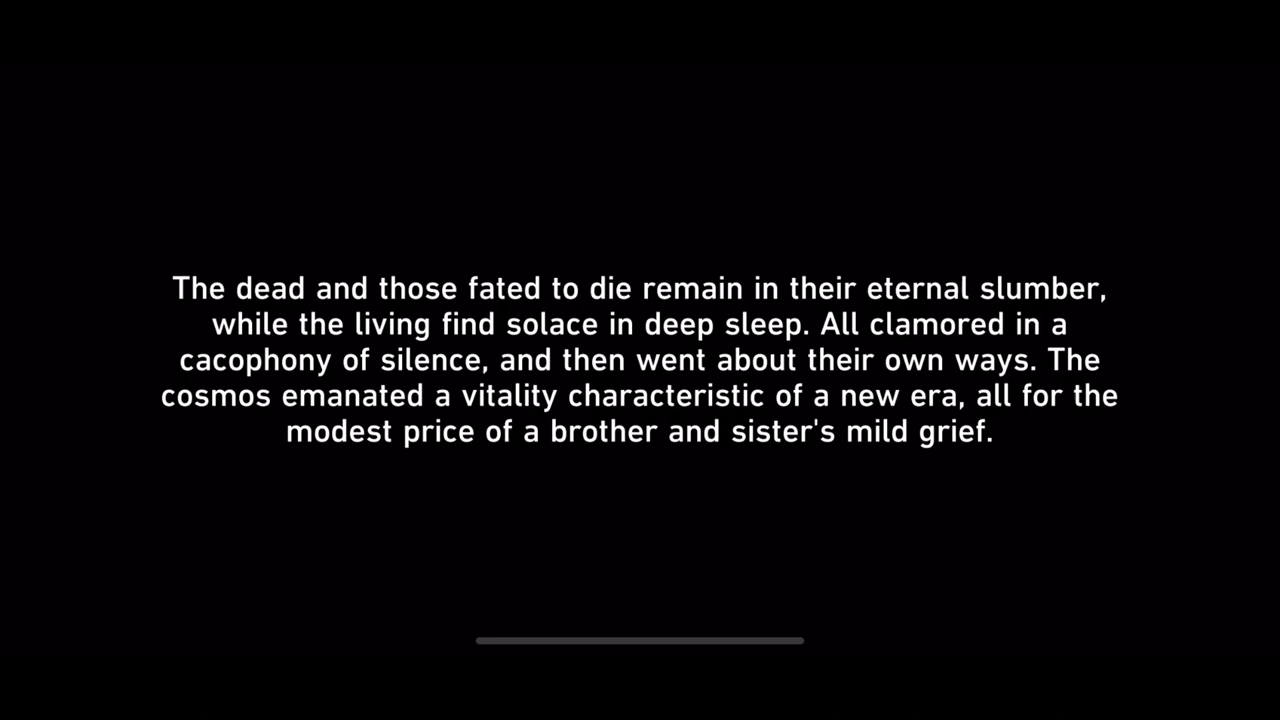 The dead and those fated to die remain in their eternal slumber,
while the living find solace in deep sleep. All clamored in a
cacophony of silence, and then went about their own ways. The
cosmos emanated a vitality characteristic of a new era, all for the
modest price of a brother and sister's mild grief.